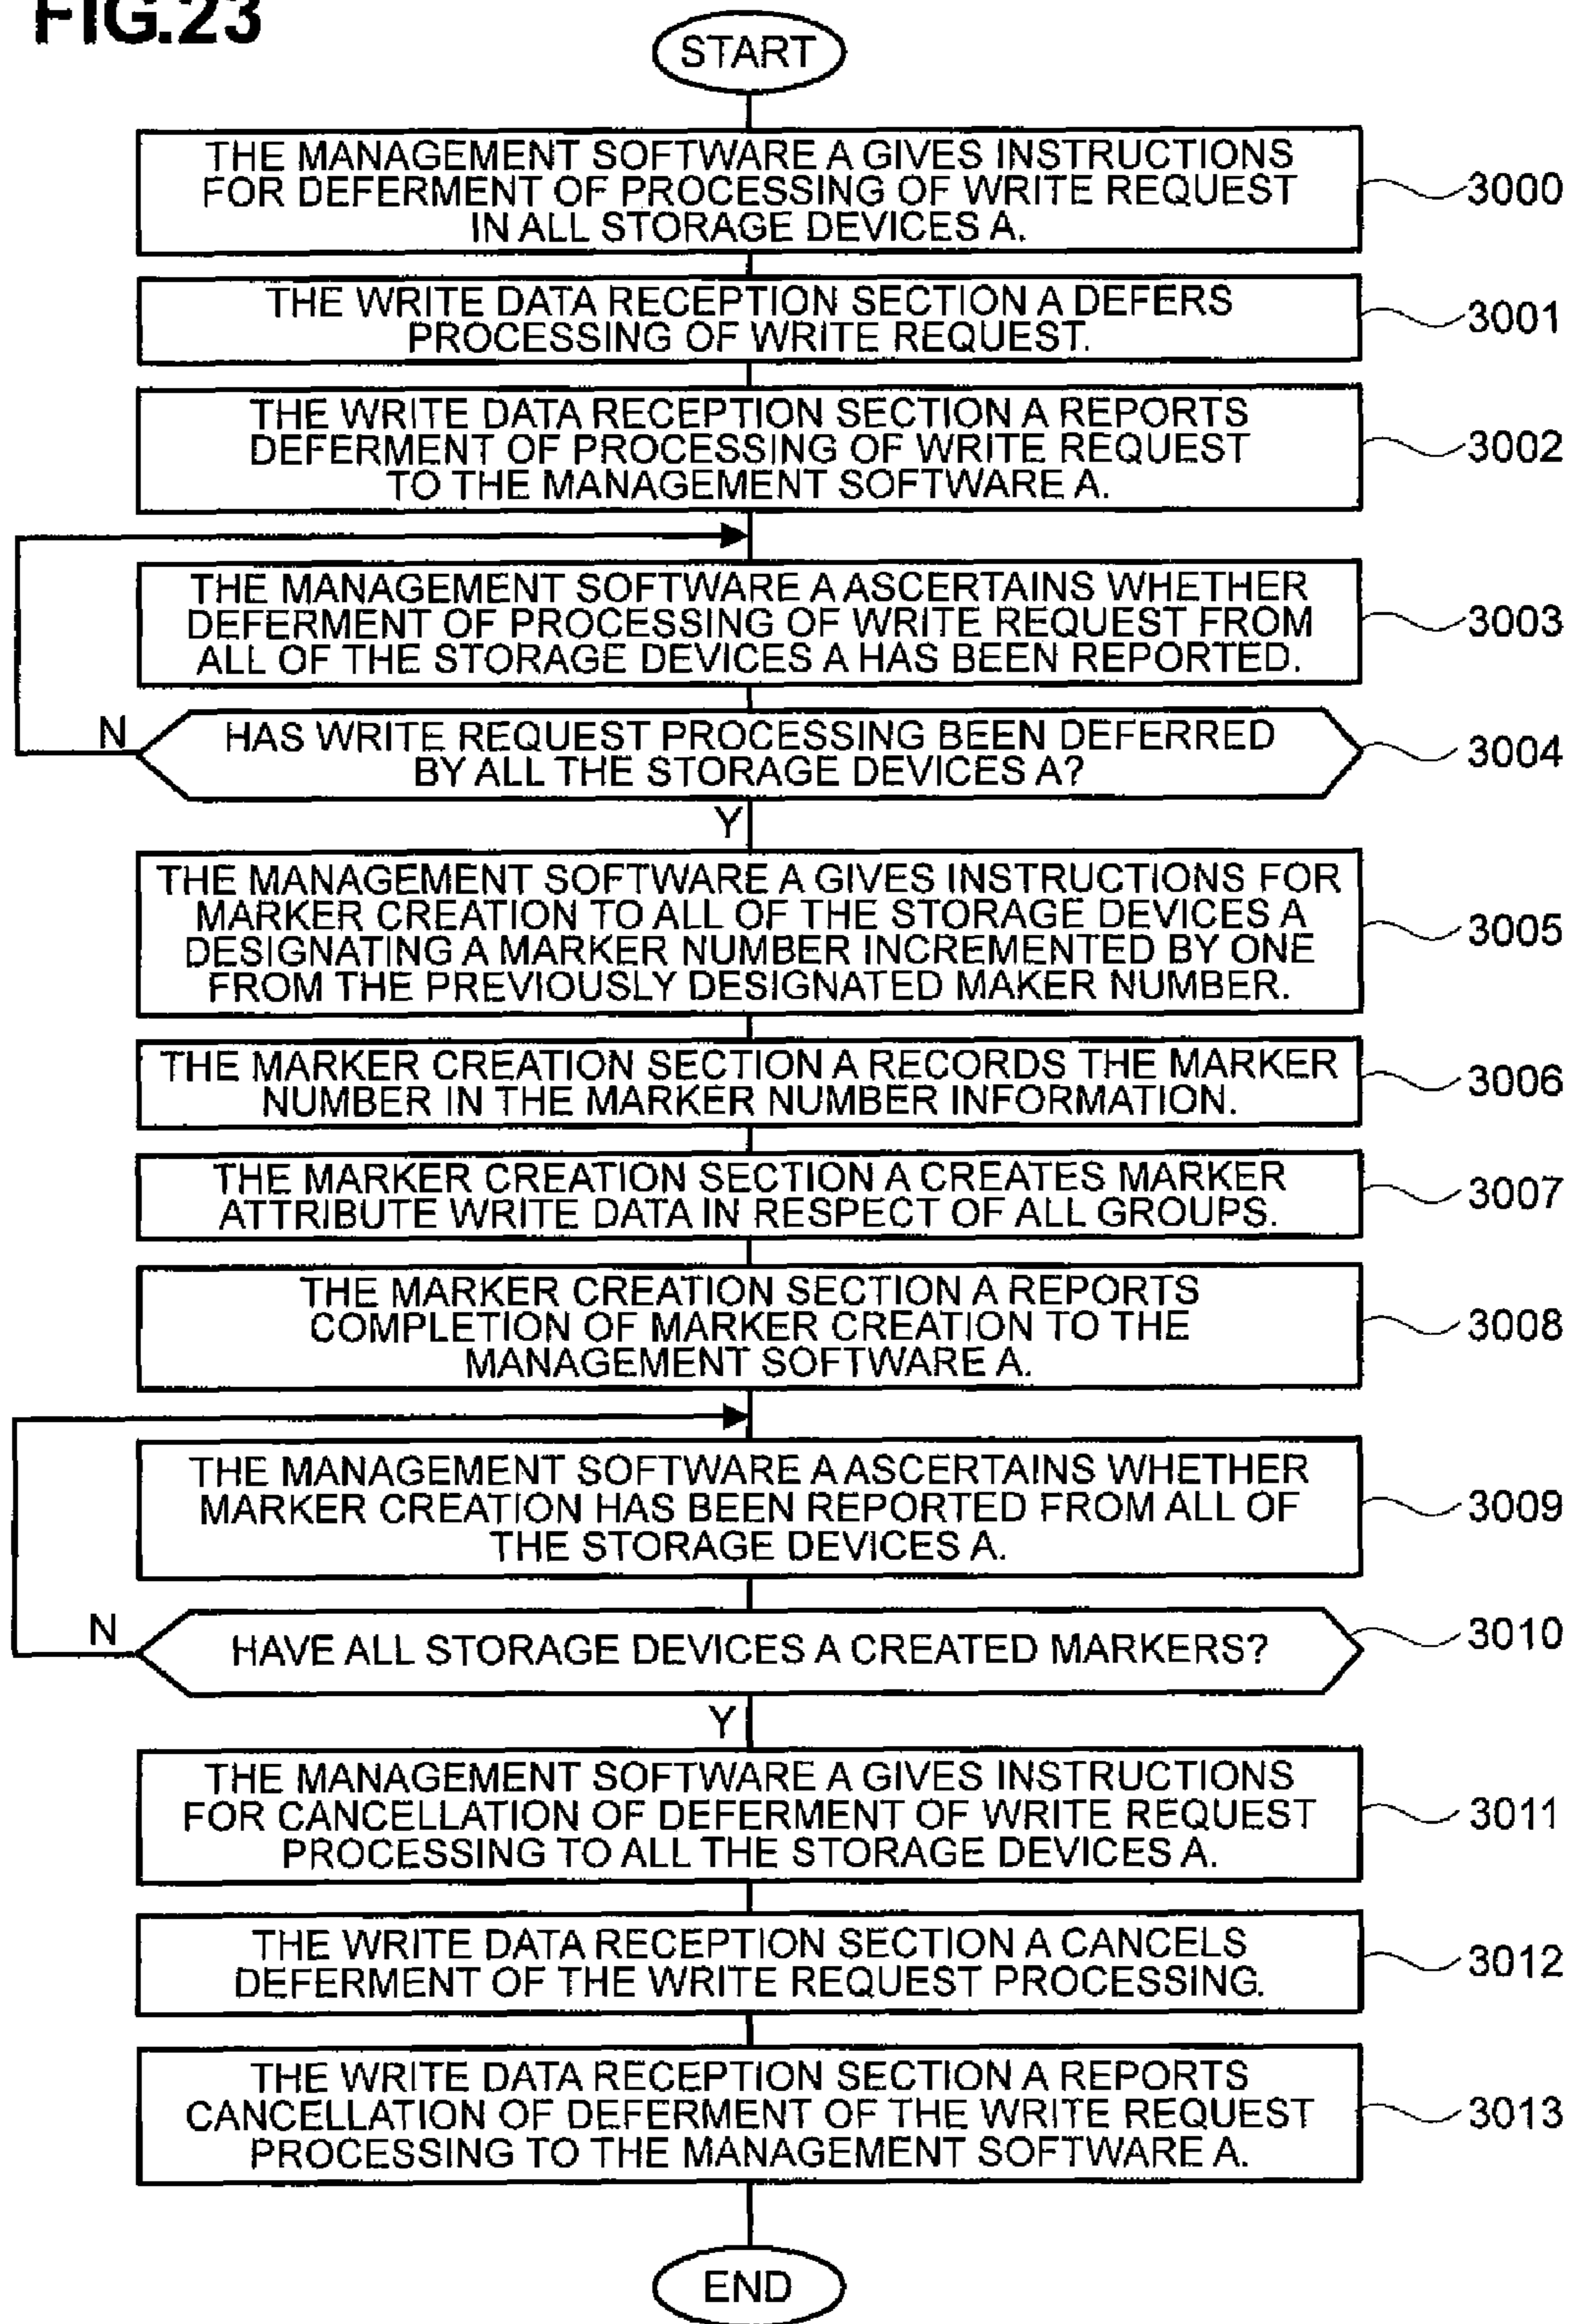 FIG.23
START
THE MANAGEMENT SOFTWARE A GIVES INSTRUCTIONS
FOR DEFERMENT OF PROCESSING OF WRITE REQUEST
IN ALL STORAGE DEVICES A.
3000
THE WRITE DATA RECEPTION SECTION A DEFERS
PROCESSING OF WRITE REQUEST.
3001
THE WRITE DATA RECEPTION SECTION A REPORTS
DEFERMENT OF PROCESSING OF WRITE REQUEST
TO THE MANAGEMENT SOFTWARE A.
3002
THE MANAGEMENT SOFTWARE A ASCERTAINS WHETHER
DEFERMENT OF PROCESSING OF WRITE REQUEST FROM
ALL OF THE STORAGE DEVICES A HAS BEEN REPORTED.
3003
N
HAS WRITE REQUEST PROCESSING BEEN DEFERRED
BY ALL THE STORAGE DEVICES A?
3004
Y
THE MANAGEMENT SOFTWARE A GIVES INSTRUCTIONS FOR
MARKER CREATION TO ALL OF THE STORAGE DEVICES A
DESIGNATING A MARKER NUMBER INCREMENTED BY ONE
FROM THE PREVIOUSLY DESIGNATED MAKER NUMBER.
3005
THE MARKER CREATION SECTION A RECORDS THE MARKER
NUMBER IN THE MARKER NUMBER INFORMATION.
3006
THE MARKER CREATION SECTION A CREATES MARKER
ATTRIBUTE WRITE DATA IN RESPECT OF ALL GROUPS.
3007
THE MARKER CREATION SECTION A REPORTS
COMPLETION OF MARKER CREATION TO THE
MANAGEMENT SOFTWARE A.
3008
THE MANAGEMENT SOFTWARE A ASCERTAINS WHETHER
MARKER CREATION HAS BEEN REPORTED FROM ALL OF
THE STORAGE DEVICES A.
3009
N
HAVE ALL STORAGE DEVICES A CREATED MARKERS?
3010
Y
THE MANAGEMENT SOFTWARE A GIVES INSTRUCTIONS
FOR CANCELLATION OF DEFERMENT OF WRITE REQUEST
PROCESSING TO ALL THE STORAGE DEVICES A.
3011
THE WRITE DATA RECEPTION SECTION A CANCELS
DEFERMENT OF THE WRITE REQUEST PROCESSING.
3012
THE WRITE DATA RECEPTION SECTION A REPORTS
CANCELLATION OF DEFERMENT OF THE WRITE REQUEST
PROCESSING TO THE MANAGEMENT SOFTWARE A.
3013
END